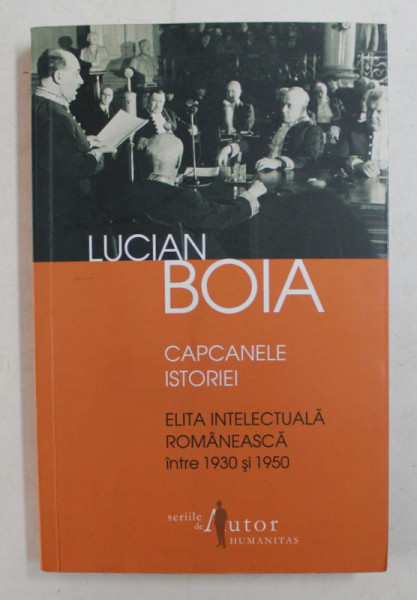 LUCIAN
BOIA
CAPCANELE
ISTORIEI
ELITA INTELECTUALĂ
ROMÂNEASCĂ
între 1930 și 1950
seriile
de Autor
HUMANITAS